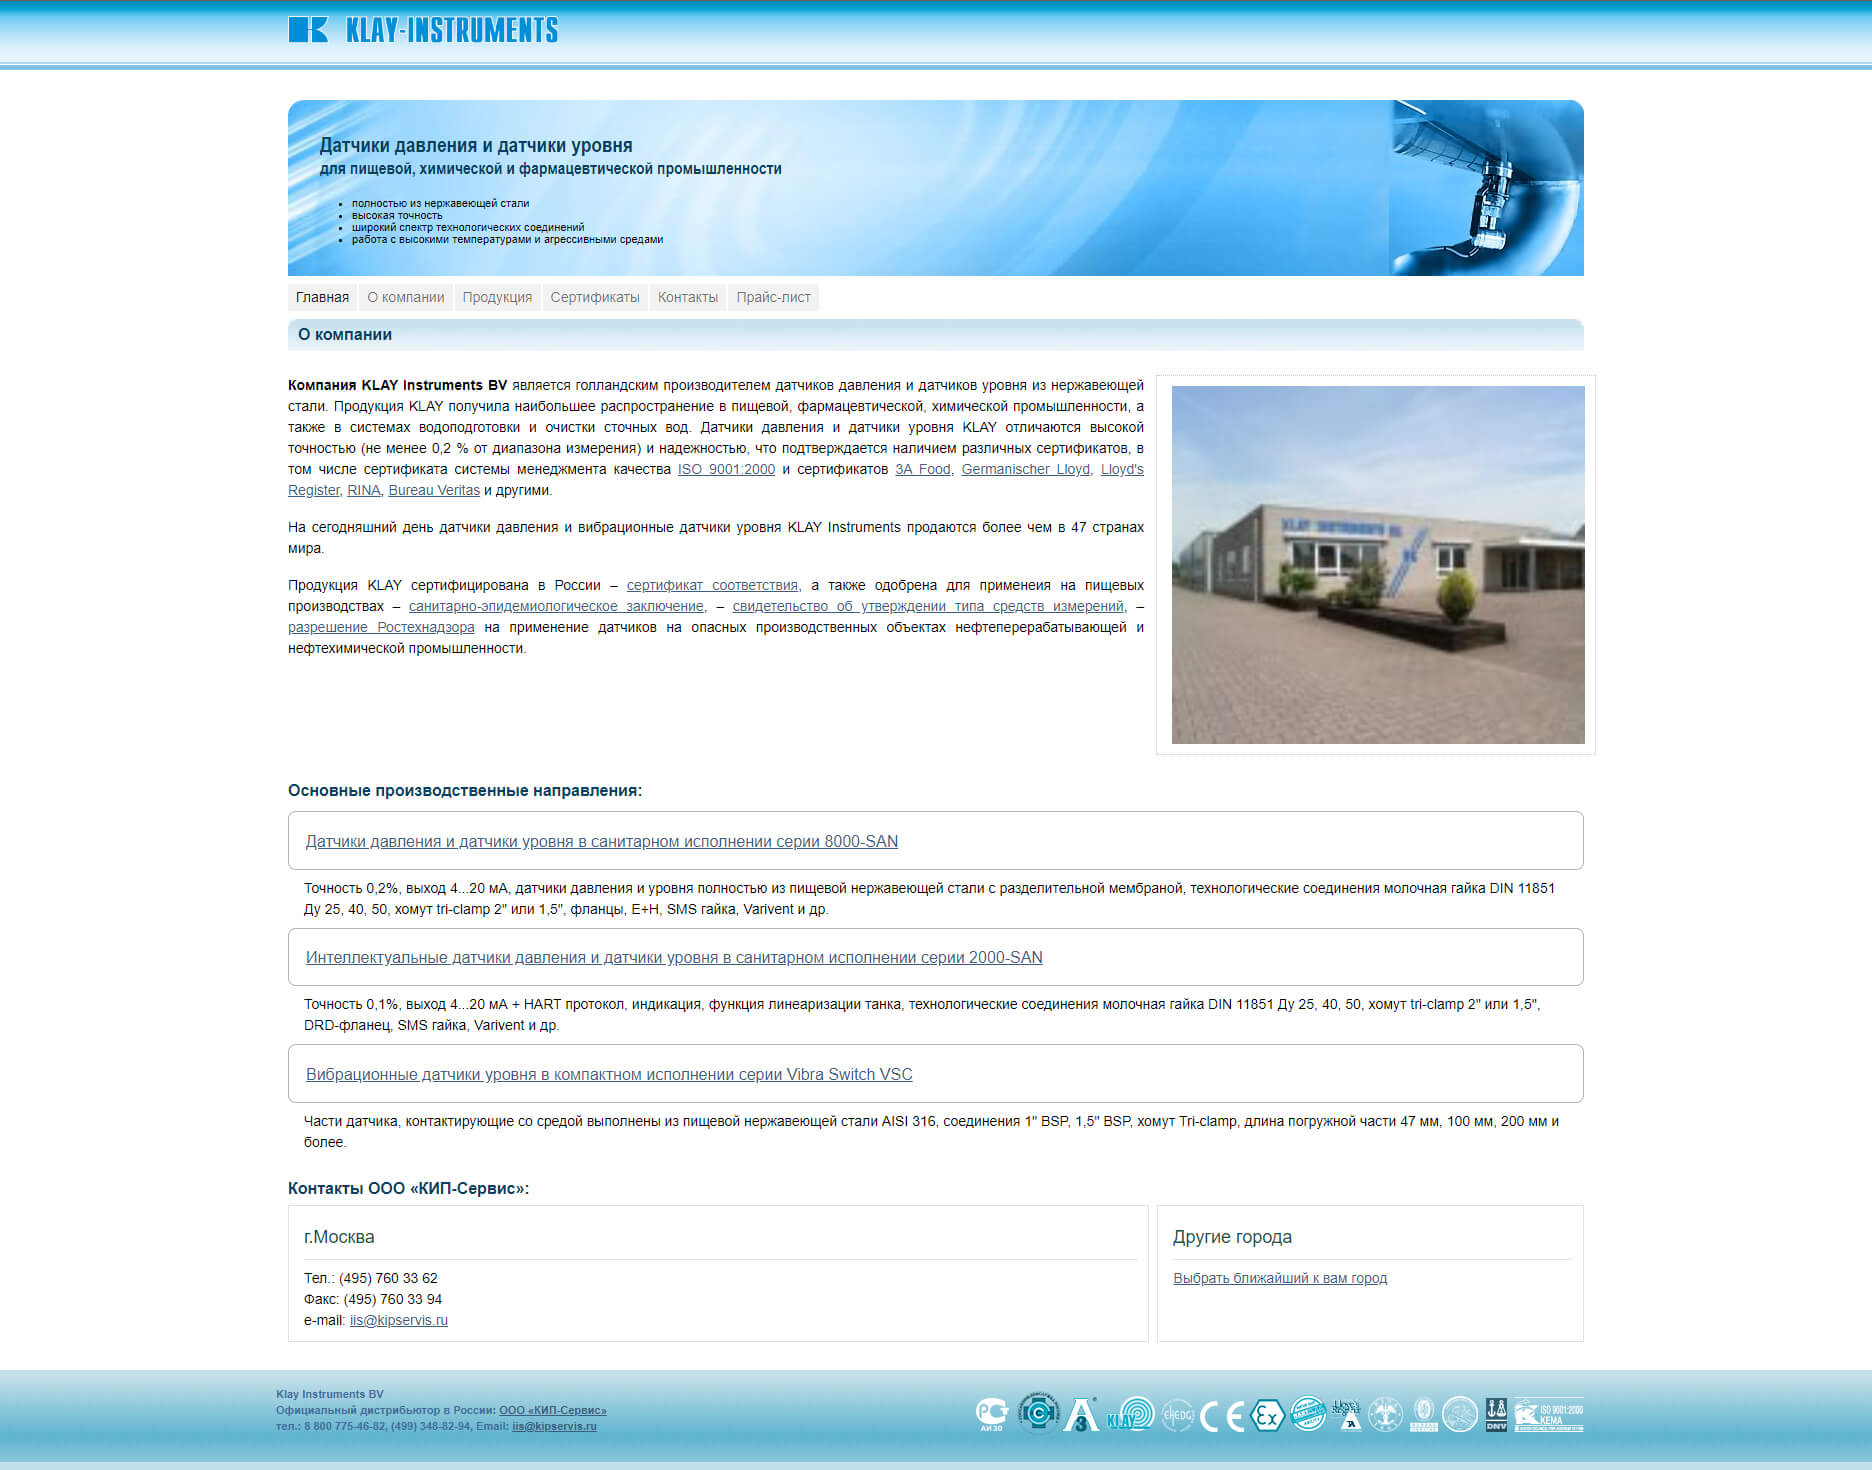 KLAY-INSTRUMENTS
Датчики давления и датчики уровня
для пищевой, химической и фармацевтической промышленности
полностью из нержавеющей стали
высокая точность
широкий спектр технологических соединений
работа с высокими температурами и агрессивными средами
Главная О компании Продукция Сертификаты Контакты Прайс-лист
О компании
Компания KLAY Instruments BV является голландским производителем датчиков давления и датчиков уровня из нержавеющей
стали. Продукция KLAY получила наибольшее распространение в пищевой, фармацевтической, химической промышленности, а
также в системах водоподготовки и очистки сточных вод. Датчики давления и датчики уровня KLAY отличаются высокой
точностью (не менее 0,2 % от диапазона измерения) и надежностью, что подтверждается наличием различных сертификатов, в
том числе сертификата системы менеджмента качества ISO 9001:2000 и сертификатов 3A Food, Germanischer Lloyd, Lloyd's
Register, RINA, Bureau Veritas и другими.
На сегодняшний день датчики давления и вибрационные датчики уровня KLAY Instruments продаются более чем в 47 странах
мира.
Продукция KLAY сертифицирована в России – сертификат соответствия, а также одобрена для применеия на пищевых
производствах – санитарно-эпидемиологическое заключение, – свидетельство об утверждении типа средств измерений, –
разрешение Ростехнадзора на применение датчиков на опасных производственных объектах нефтеперерабатывающей и
нефтехимической промышленности.
KLAY INSTRUMENTS BV
Основные производственные направления:
Датчики давления и датчики уровня в санитарном исполнении серии 8000-SAN
Точность 0,2%, выход 4...20 мА, датчики давления и уровня полностью из пищевой нержавеющей стали с разделительной мембраной, технологические соединения молочная гайка DIN 11851
Ду 25, 40, 50, хомут tri-clamp 2" или 1,5", фланцы, E+H, SMS гайка, Varivent и др.
Интеллектуальные датчики давления и датчики уровня в санитарном исполнении серии 2000-SAN
Точность 0,1%, выход 4...20 мА + HART протокол, индикация, функция линеаризации танка, технологические соединения молочная гайка DIN 11851 Ду 25, 40, 50, хомут tri-clamp 2" или 1,5",
DRD-фланец, SMS гайка, Varivent и др.
Вибрационные датчики уровня в компактном исполнении серии Vibra Switch VSC
Части датчика, контактирующие со средой выполнены из пищевой нержавеющей стали AISI 316, соединения 1" BSP, 1,5" BSP, хомут Tri-clamp, длина погружной части 47 мм, 100 мм, 200 мм и
более.
Контакты ООО «КИП-Сервис»:
г.Москва
Тел.: (495) 760 33 62
Факс: (495) 760 33 94
e-mail: iis@kipservis.ru
Другие города
Выбрать ближайший к вам город
Klay Instruments BV
Официальный дистрибьютор в России: ООО «КИП-Сервис»
тел.: 8 800 775-46-82, (499) 348-82-94, Email: iis@kipservis.ru
АИ30
A 3
KLAY
EHEDG
CE
Ex
Lloyd's Register
DNV
ISO 9001:2000
KEMA